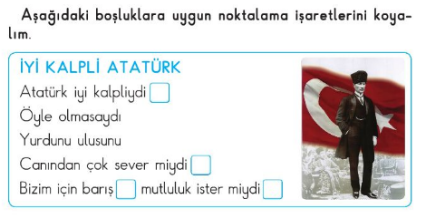 Aşağıdaki boşluklara uygun noktalama işaretlerini koya-
lım.
İYİ KALPLİ ATATÜRK
Atatürk iyi kalpliydi
Öyle olmasaydı
Yurdunu ulusunu
Canından çok sever miydi
Bizim için barış mutluluk ister miydi